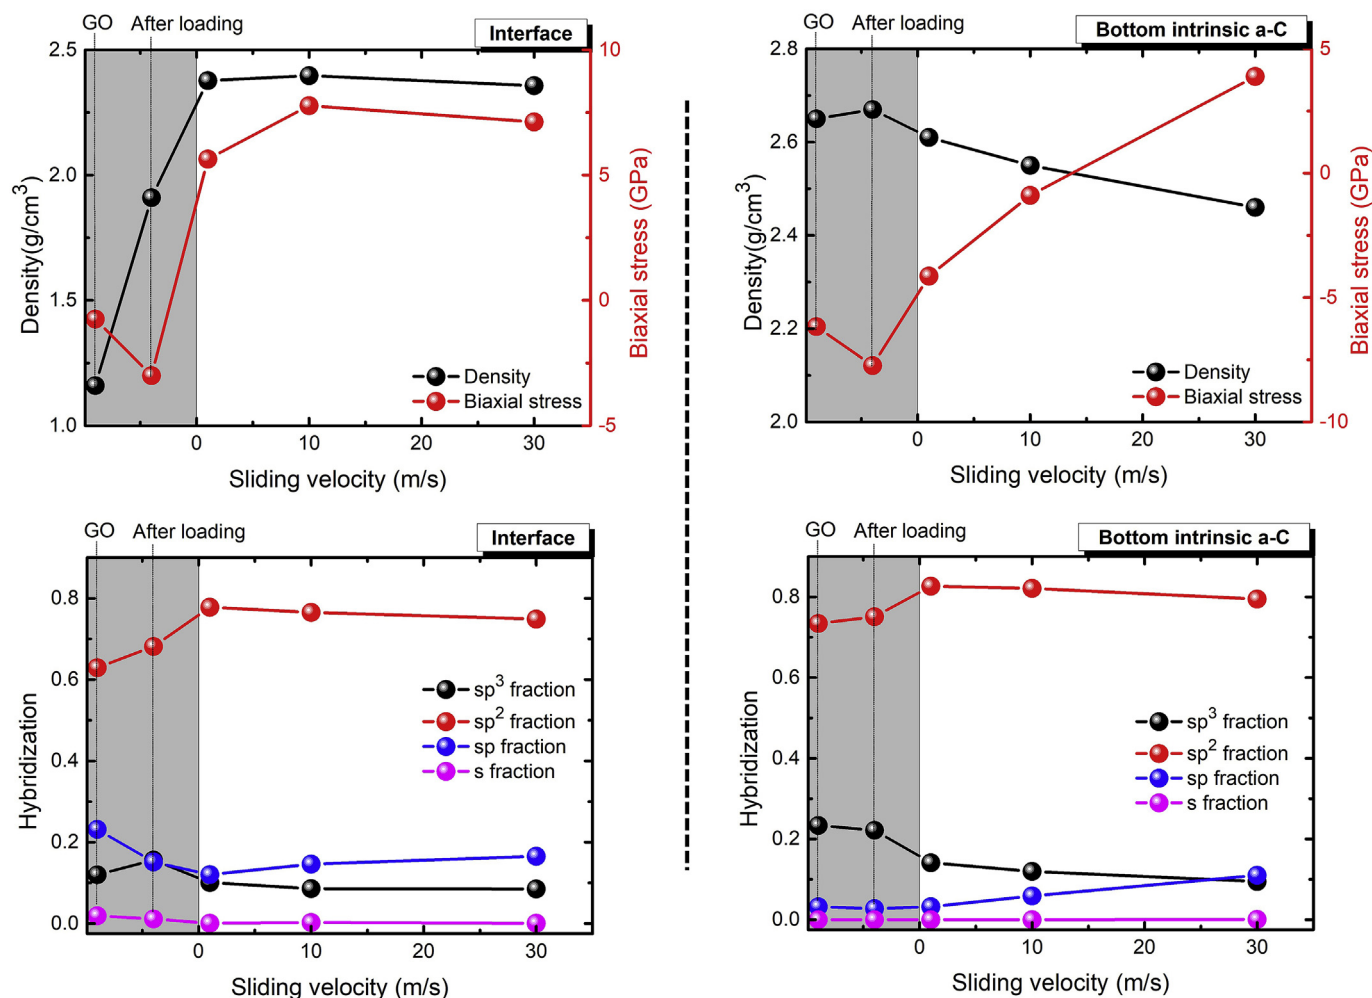 GO After loading
Interface
2.5
2.0
1.5
1.0
10
5
0
-5
Density(g/cm³)
Biaxial stress (GPa)
Density
Biaxial stress
0 10 20 30
Sliding velocity (m/s)
GO After loading
Bottom intrinsic a-C
2.8
2.6
2.4
2.2
2.0
5
0
-5
-10
Density(g/cm³)
Biaxial stress (GPa)
Density
Biaxial stress
0 10 20 30
Sliding velocity (m/s)
GO After loading
Interface
0.8
0.6
0.4
0.2
0.0
Hybridization
sp³ fraction
sp² fraction
sp fraction
s fraction
0 10 20 30
Sliding velocity (m/s)
GO After loading
Bottom intrinsic a-C
0.8
0.6
0.4
0.2
0.0
Hybridization
sp³ fraction
sp² fraction
sp fraction
s fraction
0 10 20 30
Sliding velocity (m/s)